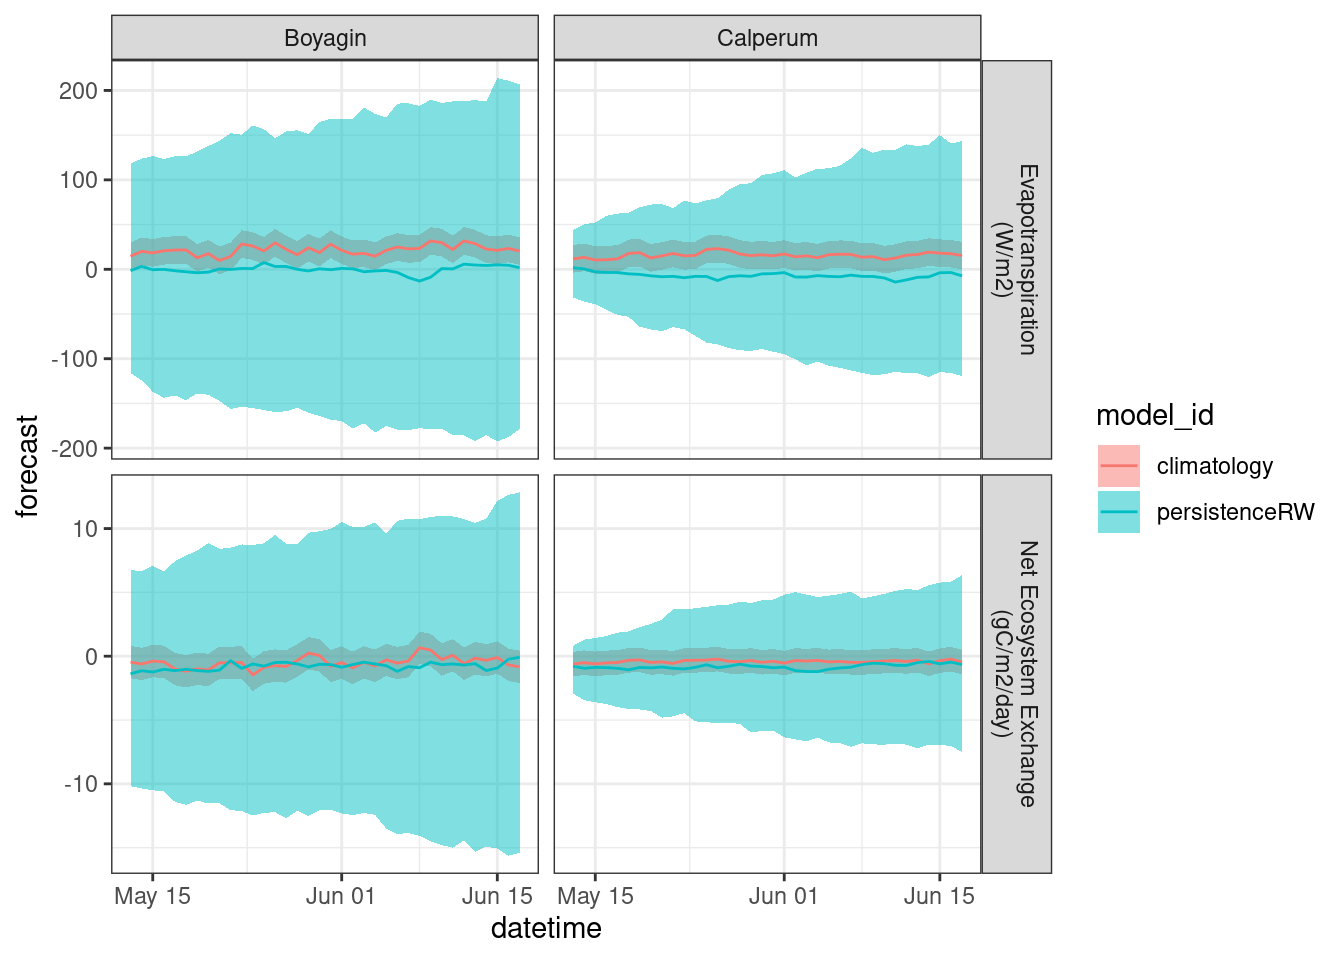 Boyagin
Calperum
200
100
0
-100
-200
Evapotranspiration
(W/m2)
forecast
10
0
-10
Net Ecosystem Exchange
(gC/m2/day)
May 15
Jun 01
Jun 15
May 15
Jun 01
Jun 15
datetime
model_id
climatology
persistenceRW